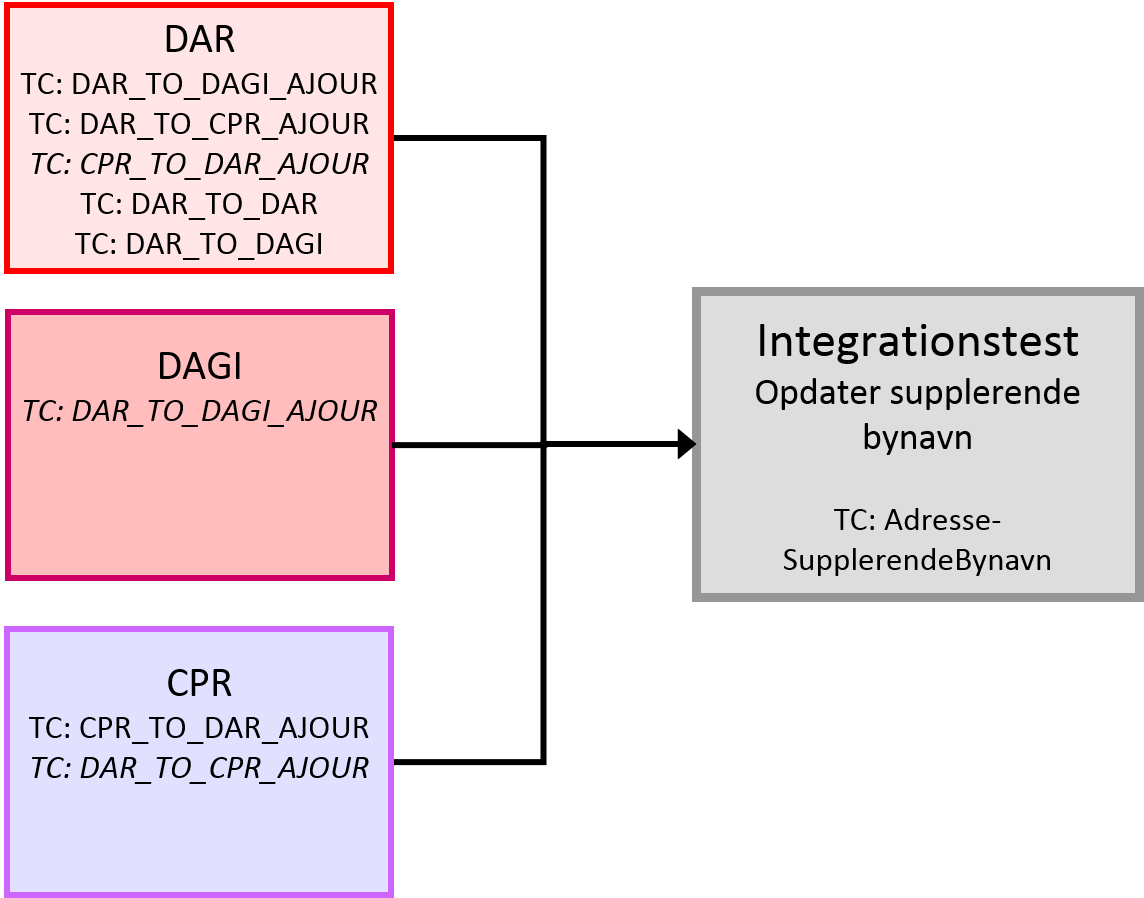 DAR
TC: DAR_TO_DAGI_AJOUR
TC: DAR_TO_CPR_AJOUR
TC: CPR_TO_DAR_AJOUR
TC: DAR_TO_DAR
TC: DAR_TO_DAGI
DAGI
TC: DAR_TO_DAGI_AJOUR
CPR
TC: CPR_TO_DAR_AJOUR
TC: DAR_TO_CPR_AJOUR
Integrationstest
Opdater supplerende
bynavn
TC: Adresse-
SupplerendeBynavn